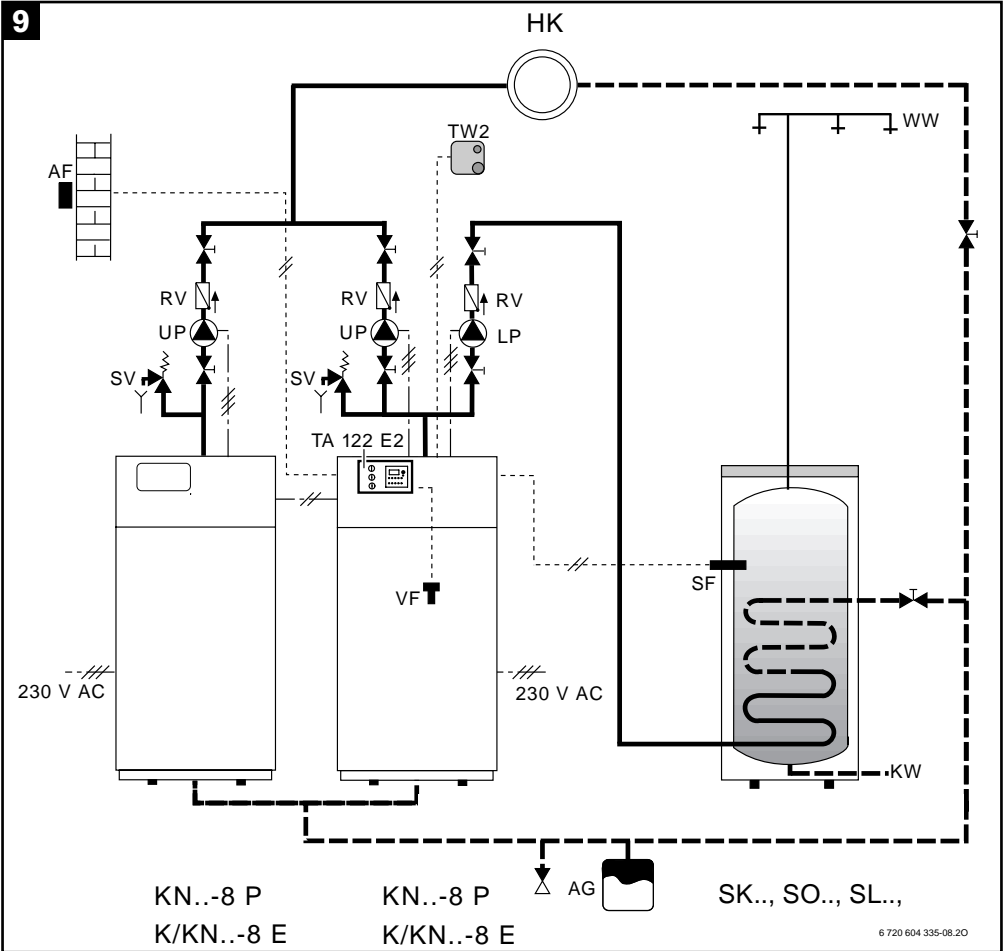 9
HK
TW2
WW
AF
RV
RV
RV
UP
UP
LP
SV
SV
TA 122 E2
VF
SF
230 V AC
230 V AC
KW
AG
KN..-8 P
K/KN..-8 E
KN..-8 P
K/KN..-8 E
SK.., SO.., SL..,
6 720 604 335-08.2O